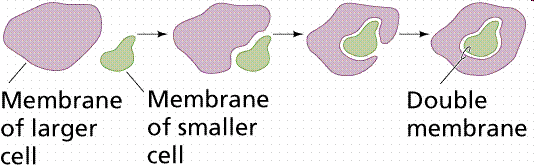 Membrane
of larger
cell
Membrane
of smaller
cell
Double
membrane